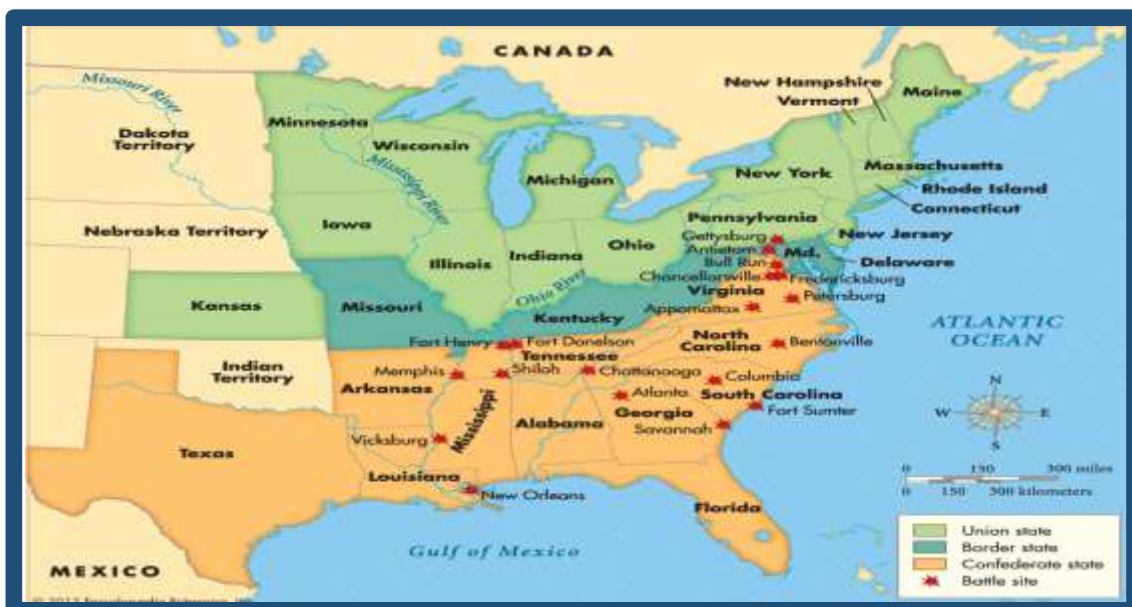 CANADA
Missouri River
New Hampshire
Vermont
Maine
Minnesota
Dakota
Territory
Wisconsin
Mississippi River
Michigan
New York
Massachusetts
Rhode Island
Connecticut
Nebraska Territory
Iowa
Pennsylvania
Gettysburg
New Jersey
Ohio
Antietam
Md.
Indiana
Illinois
Bull Run
Delaware
Chancellorsville
Fredericksburg
Ohio River
Virginia
Petersburg
Kansas
Missouri
Appomattox
Kentucky
ATLANTIC
OCEAN
Fort Henry
Fort Donelson
North
Carolina
Bentonville
Tennessee
Indian
Territory
Memphis
Shiloh
Chattanooga
Columbia
Arkansas
Atlanta
South Carolina
Fort Sumter
Georgia
Savannah
Mississippi
Alabama
Vicksburg
Texas
Louisiana
New Orleans
Florida
N
W
E
S
0 150 300 miles
0 150 300 kilometers
Gulf of Mexico
MEXICO
Union state
Border state
Confederate state
Battle site